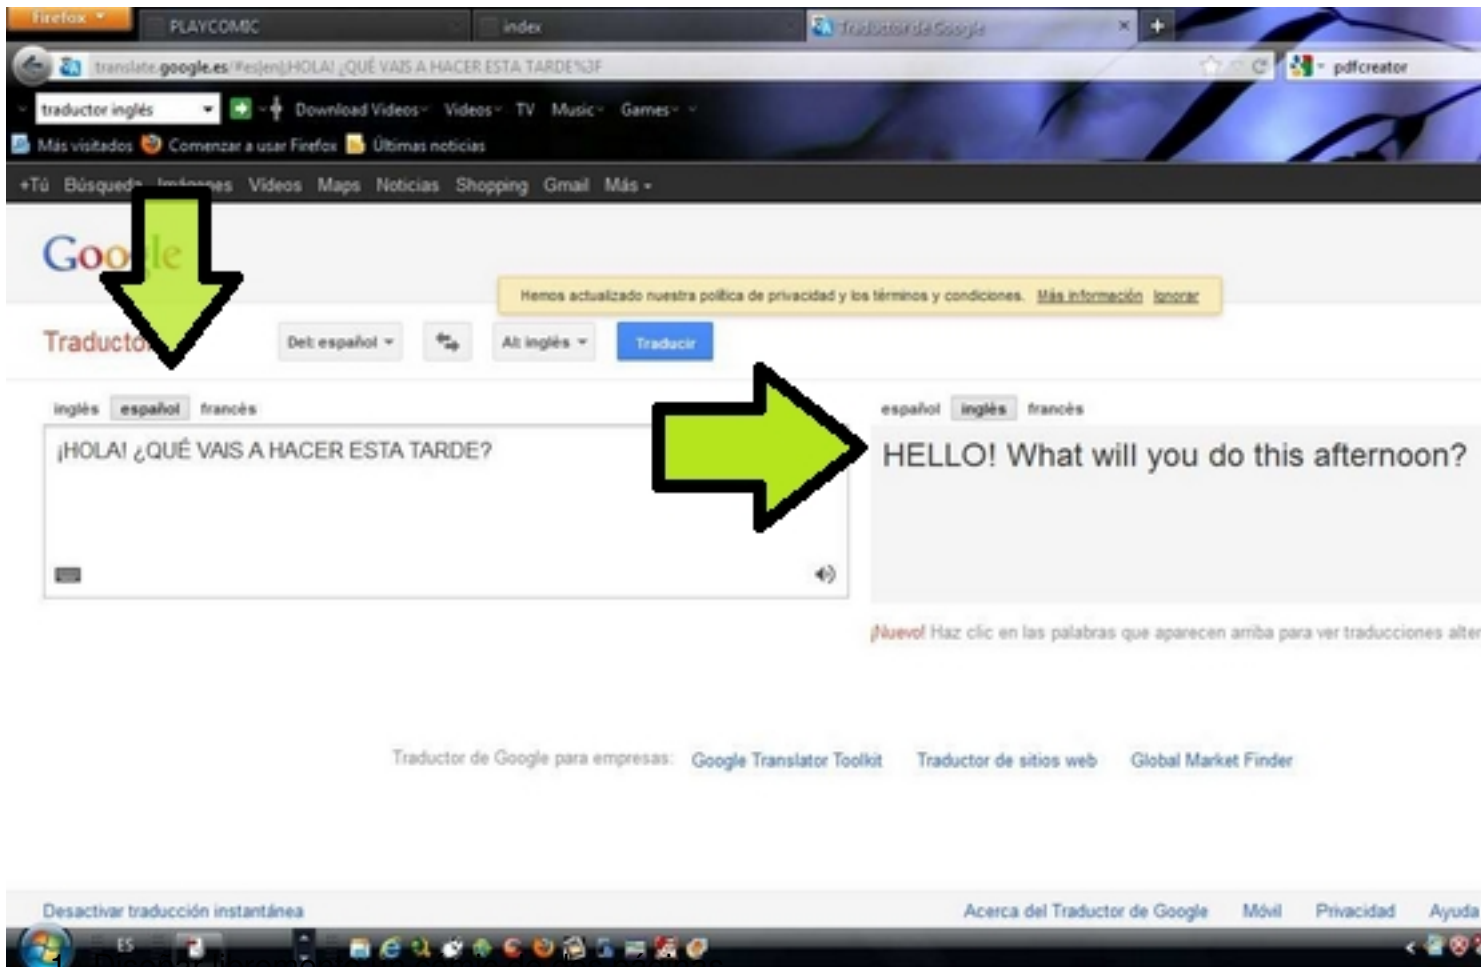 Firefox
PLAYCOMIC
index
Traductor de Google
translate.google.es/#es|en|¡HOLA! ¿QUÉ VAIS A HACER ESTA TARDE%3F
pdfcreator
traductor inglés
Download Videos Videos TV Music Games
Más visitados Comenzar a usar Firefox Últimas noticias
+Tú Búsqueda Imágenes Vídeos Maps Noticias Shopping Gmail Más
Google
Hemos actualizado nuestra política de privacidad y los términos y condiciones. Más información Ignorar
Traductor
Del: español
Al: inglés
Traducir
inglés español francés
español inglés francés
¡HOLA! ¿QUÉ VAIS A HACER ESTA TARDE?
HELLO! What will you do this afternoon?
¡Nuevo! Haz clic en las palabras que aparecen arriba para ver traducciones alter
Traductor de Google para empresas: Google Translator Toolkit Traductor de sitios web Global Market Finder
Desactivar traducción instantánea
Acerca del Traductor de Google Móvil Privacidad Ayuda
ES